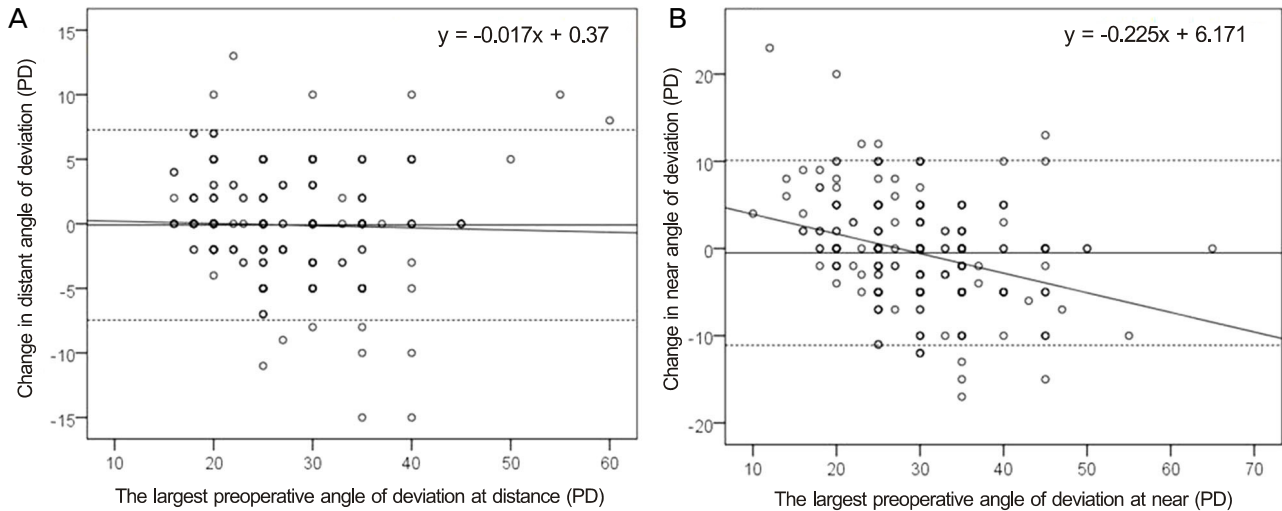 A
y = -0.017x + 0.37
Change in distant angle of deviation (PD)
15
10
5
0
-5
-10
-15
10 20 30 40 50 60
The largest preoperative angle of deviation at distance (PD)
B
y = -0.225x + 6.171
Change in near angle of deviation (PD)
20
10
0
-10
-20
10 20 30 40 50 60 70
The largest preoperative angle of deviation at near (PD)